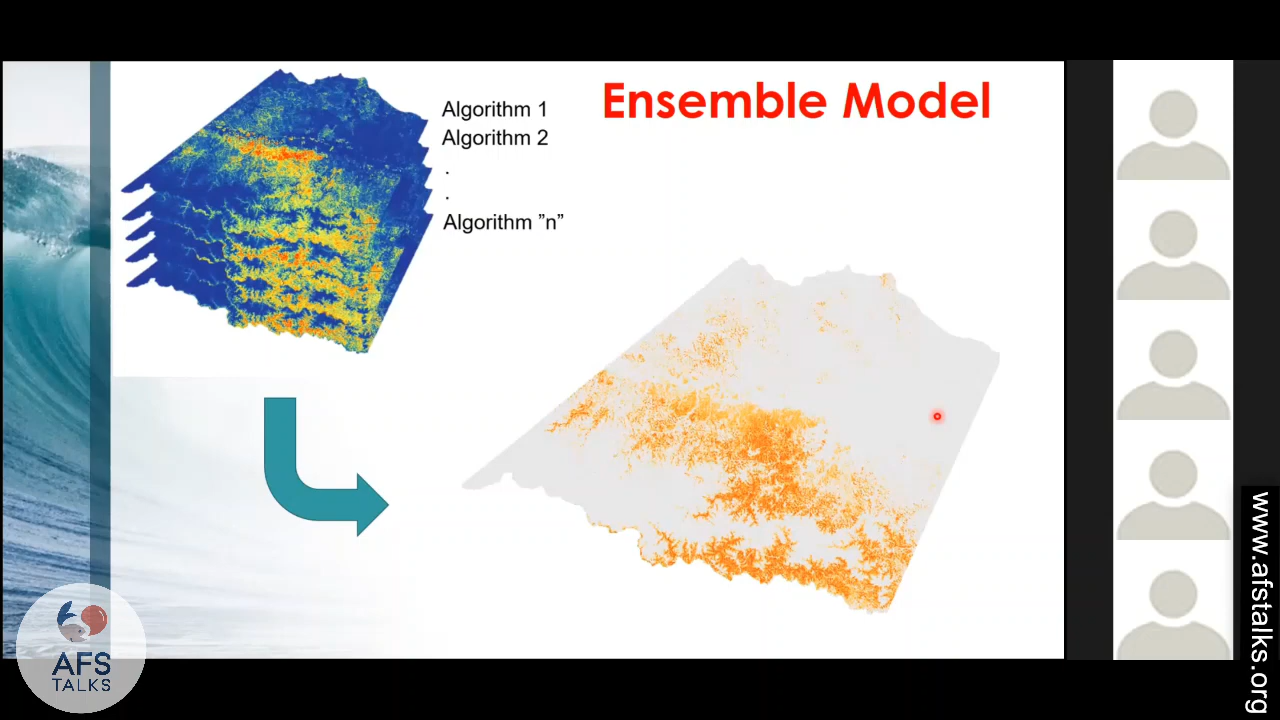 Ensemble Model
Algorithm 1
Algorithm 2
.
.
Algorithm ”n”
AFS
TALKS
www.afstalks.org